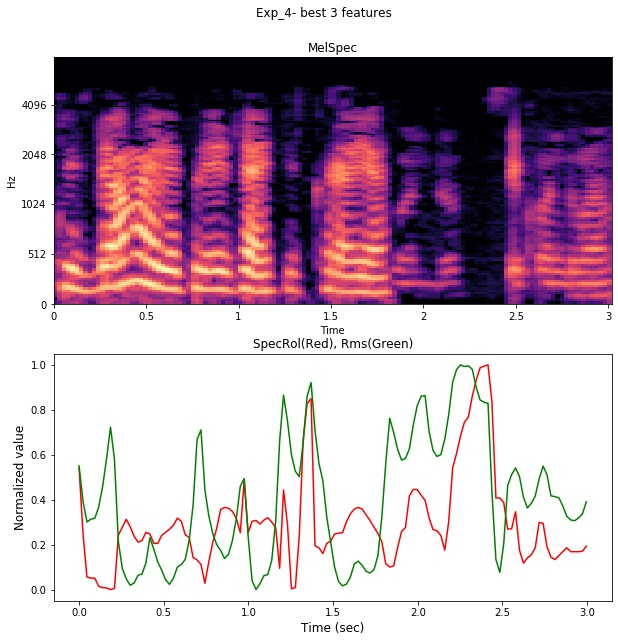 Exp_4- best 3 features
MelSpec
Hz
4096
2048
1024
512
0
0 0.5 1 1.5 2 2.5 3
Time
SpecRol(Red), Rms(Green)
Normalized value
1.0
0.8
0.6
0.4
0.2
0.0
0.0 0.5 1.0 1.5 2.0 2.5 3.0
Time (sec)